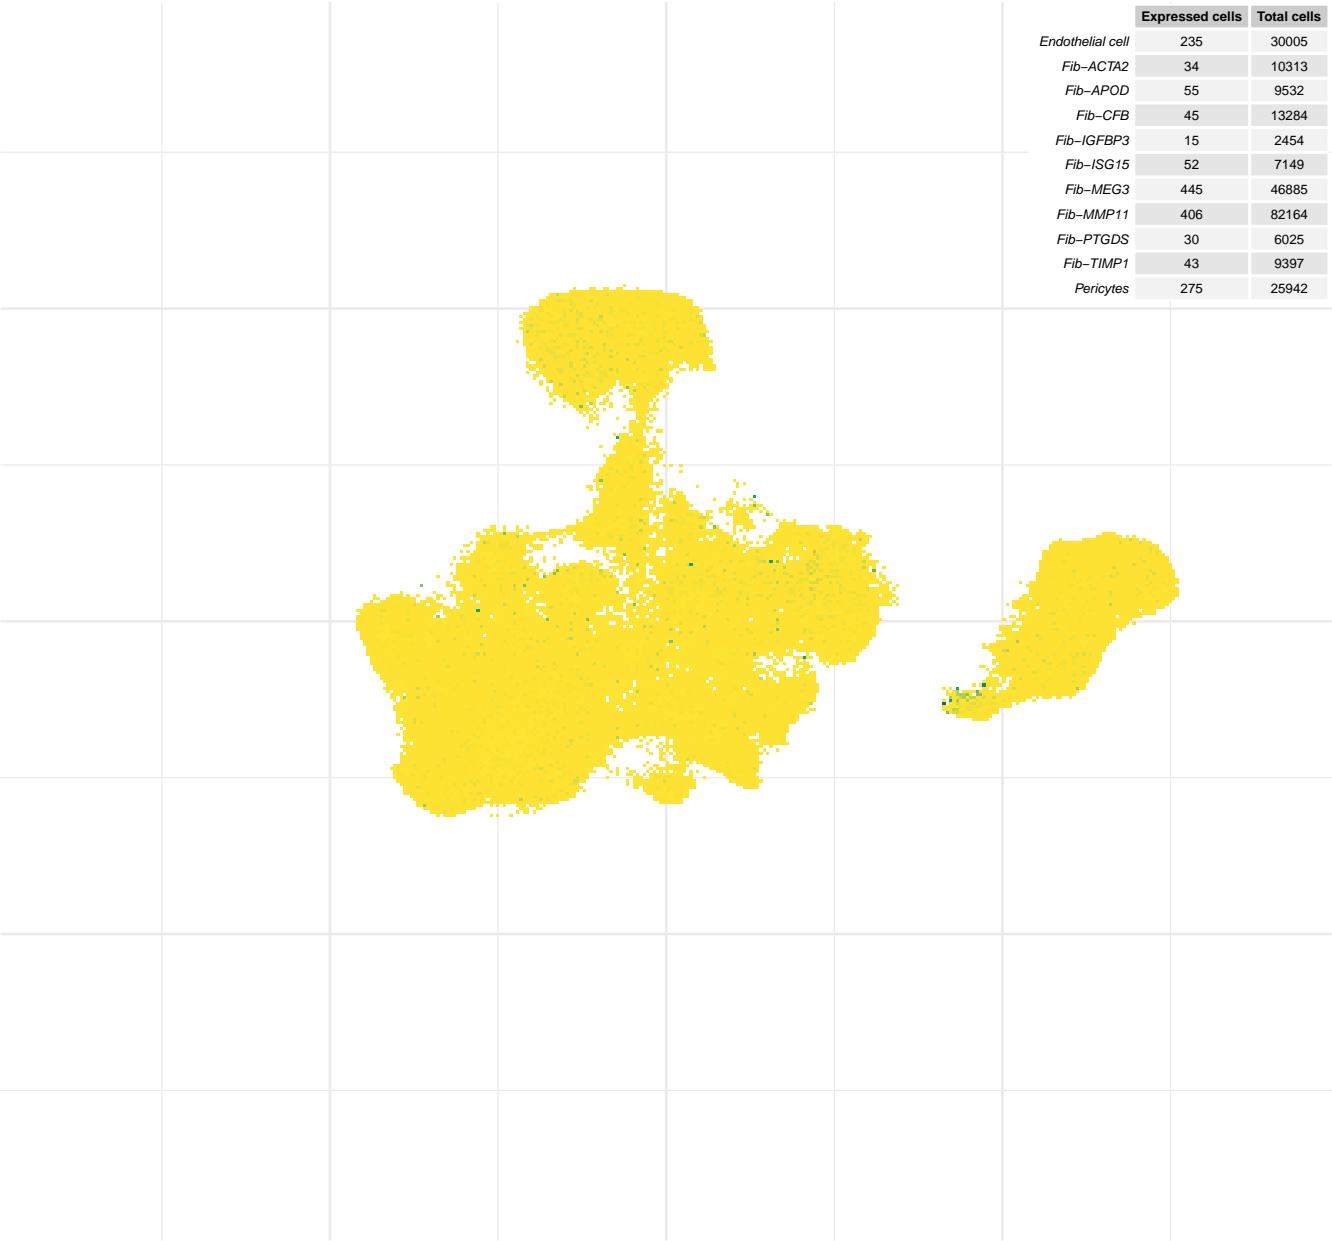 Expressed cells Total cells
Endothelial cell 235 30005
Fib−ACTA2 34 10313
Fib−APOD 55 9532
Fib−CFB 45 13284
Fib−IGFBP3 15 2454
Fib−ISG15 52 7149
Fib−MEG3 445 46885
Fib−MMP11 406 82164
Fib−PTGDS 30 6025
Fib−TIMP1 43 9397
Pericytes 275 25942